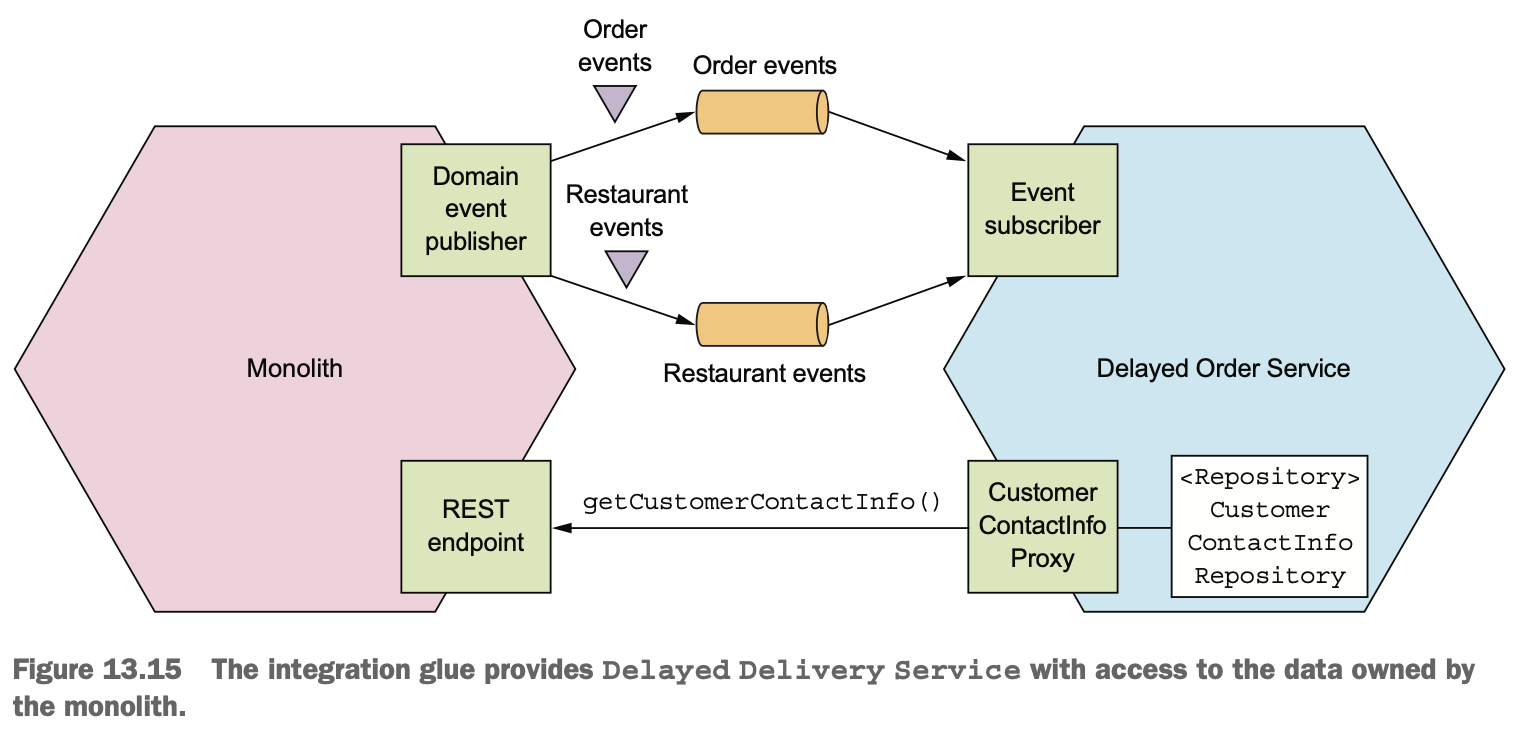 Order
events
Order events
Domain
event
publisher
Restaurant
events
Event
subscriber
Monolith
Restaurant events
Delayed Order Service
REST
endpoint
getCustomerContactInfo()
Customer
ContactInfo
Proxy
<Repository>
Customer
ContactInfo
Repository
Figure 13.15 The integration glue provides Delayed Delivery Service with access to the data owned by
the monolith.